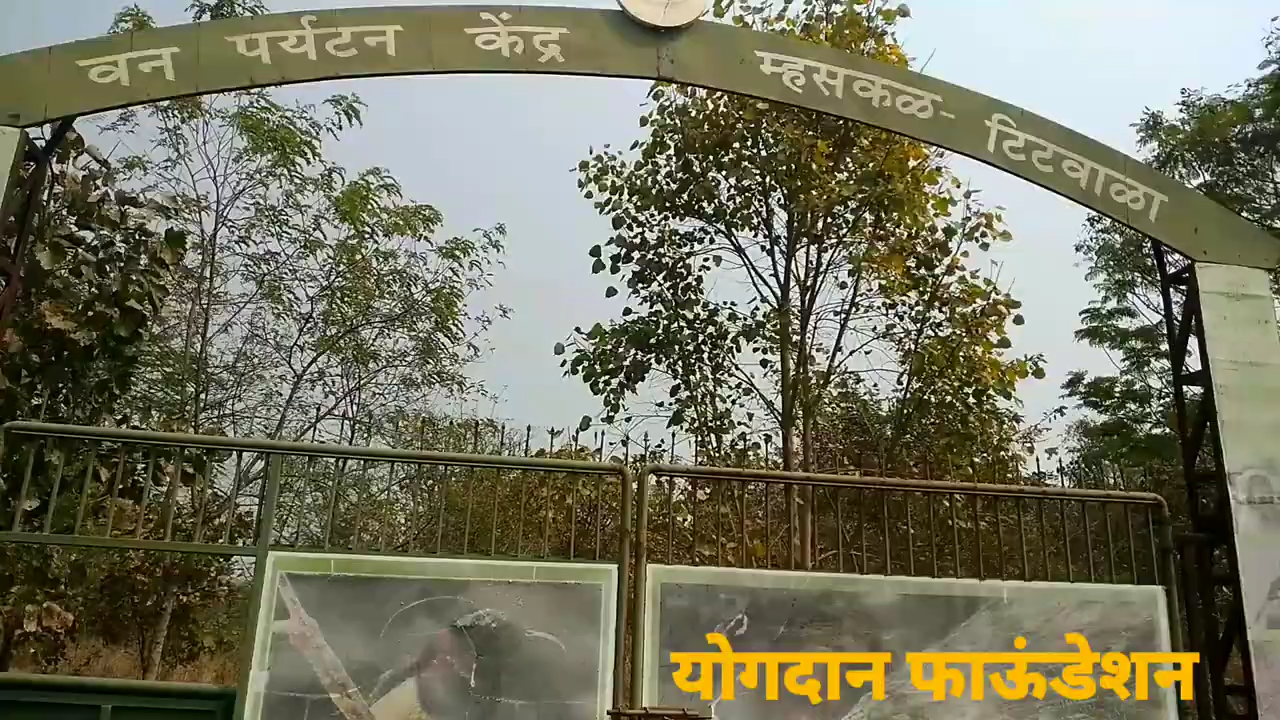 वन पर्यटन केंद्र म्हसकळ- टिटवाळा
योगदान फाऊंडेशन